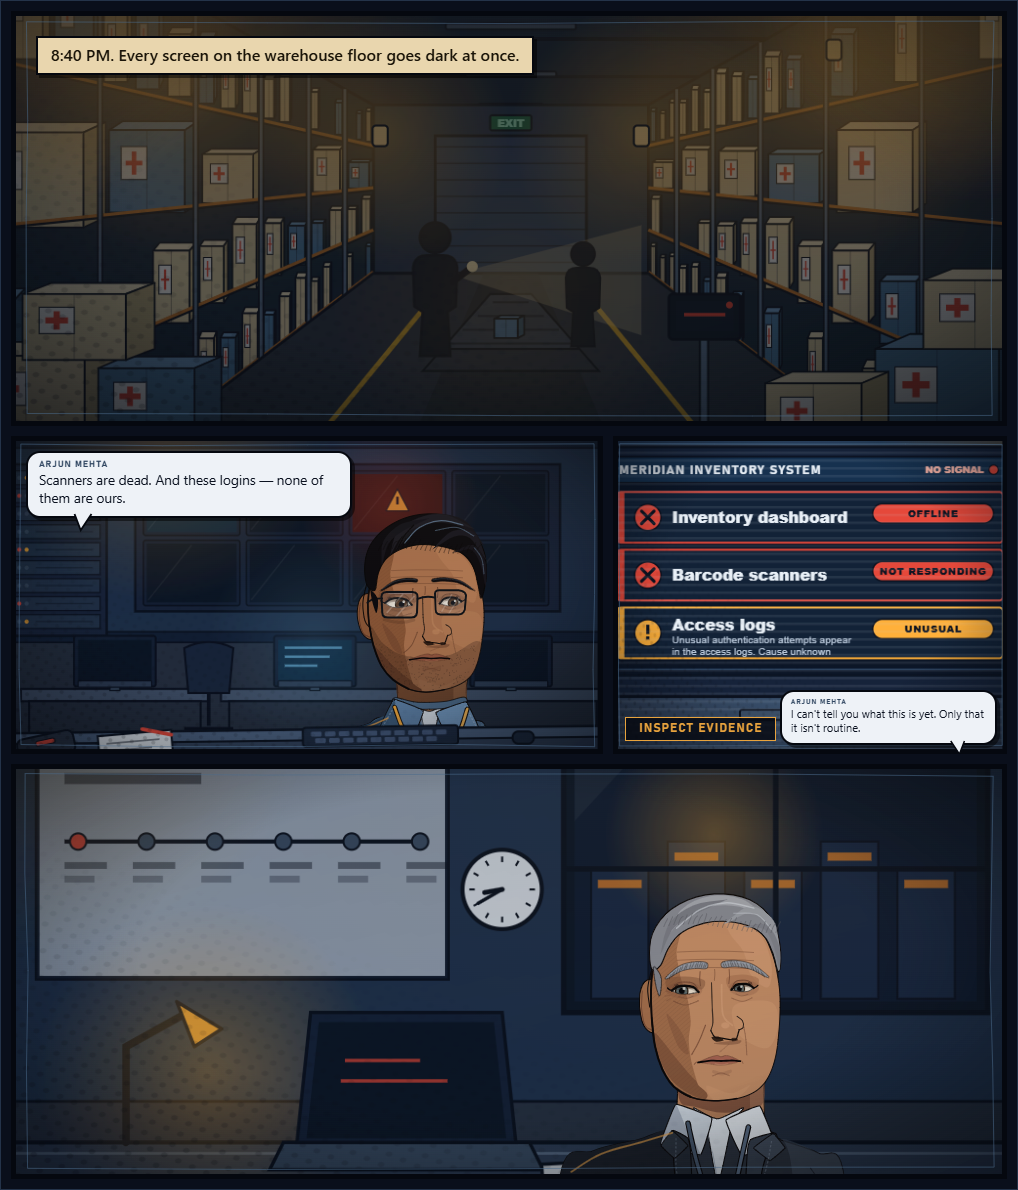 8:40 PM. Every screen on the warehouse floor goes dark at once.
EXIT
ARJUN MEHTA
Scanners are dead. And these logins — none of
them are ours.
MERIDIAN INVENTORY SYSTEM
NO SIGNAL
Inventory dashboard
OFFLINE
Barcode scanners
NOT RESPONDING
Access logs
UNUSUAL
Unusual authentication attempts appear
in the access logs. Cause unknown
INSPECT EVIDENCE
ARJUN MEHTA
I can't tell you what this is yet. Only that
it isn't routine.